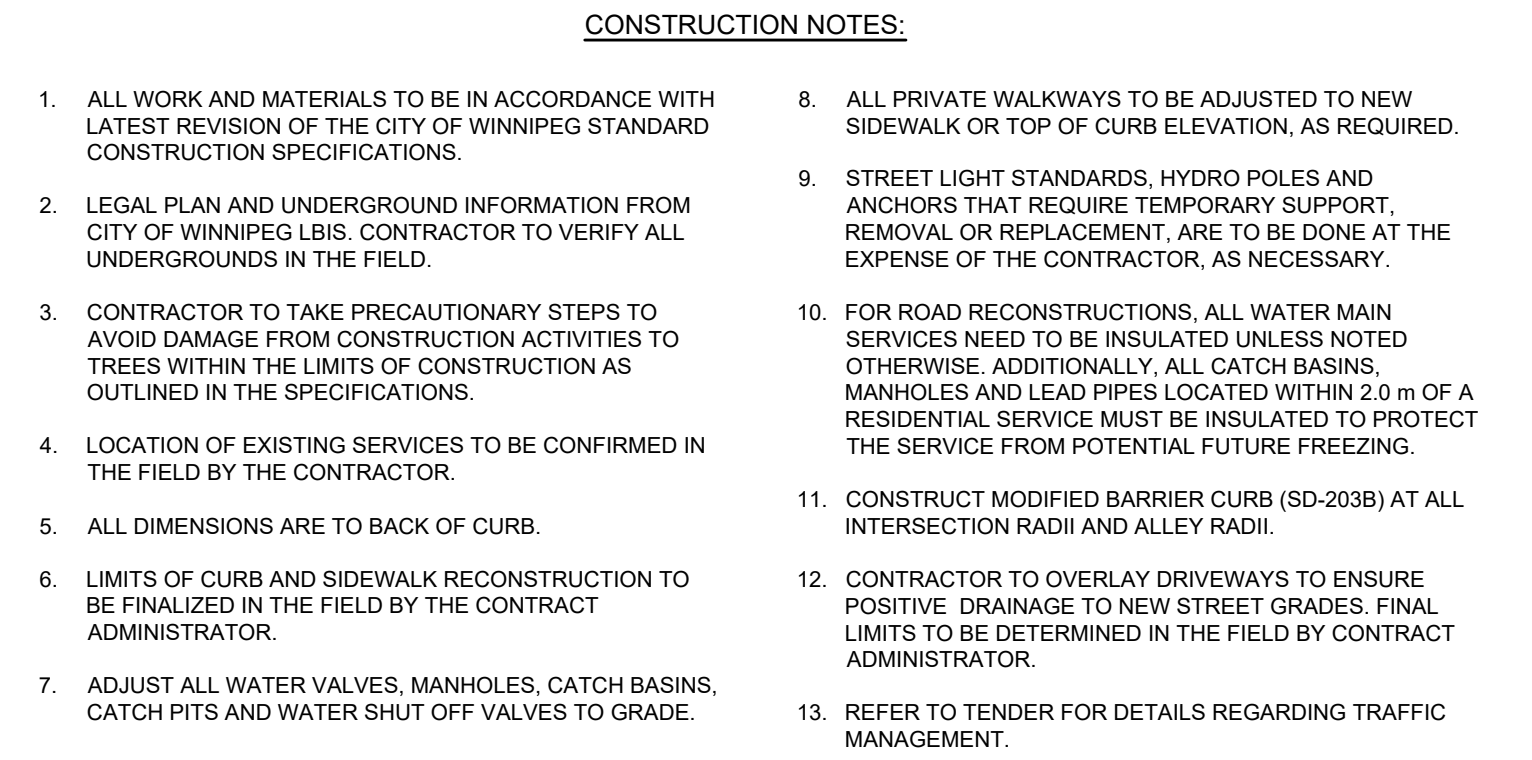 CONSTRUCTION NOTES:
1. ALL WORK AND MATERIALS TO BE IN ACCORDANCE WITH
LATEST REVISION OF THE CITY OF WINNIPEG STANDARD
CONSTRUCTION SPECIFICATIONS.
2. LEGAL PLAN AND UNDERGROUND INFORMATION FROM
CITY OF WINNIPEG LBIS. CONTRACTOR TO VERIFY ALL
UNDERGROUNDS IN THE FIELD.
3. CONTRACTOR TO TAKE PRECAUTIONARY STEPS TO
AVOID DAMAGE FROM CONSTRUCTION ACTIVITIES TO
TREES WITHIN THE LIMITS OF CONSTRUCTION AS
OUTLINED IN THE SPECIFICATIONS.
4. LOCATION OF EXISTING SERVICES TO BE CONFIRMED IN
THE FIELD BY THE CONTRACTOR.
5. ALL DIMENSIONS ARE TO BACK OF CURB.
6. LIMITS OF CURB AND SIDEWALK RECONSTRUCTION TO
BE FINALIZED IN THE FIELD BY THE CONTRACT
ADMINISTRATOR.
7. ADJUST ALL WATER VALVES, MANHOLES, CATCH BASINS,
CATCH PITS AND WATER SHUT OFF VALVES TO GRADE.
8. ALL PRIVATE WALKWAYS TO BE ADJUSTED TO NEW
SIDEWALK OR TOP OF CURB ELEVATION, AS REQUIRED.
9. STREET LIGHT STANDARDS, HYDRO POLES AND
ANCHORS THAT REQUIRE TEMPORARY SUPPORT,
REMOVAL OR REPLACEMENT, ARE TO BE DONE AT THE
EXPENSE OF THE CONTRACTOR, AS NECESSARY.
10. FOR ROAD RECONSTRUCTIONS, ALL WATER MAIN
SERVICES NEED TO BE INSULATED UNLESS NOTED
OTHERWISE. ADDITIONALLY, ALL CATCH BASINS,
MANHOLES AND LEAD PIPES LOCATED WITHIN 2.0 m OF A
RESIDENTIAL SERVICE MUST BE INSULATED TO PROTECT
THE SERVICE FROM POTENTIAL FUTURE FREEZING.
11. CONSTRUCT MODIFIED BARRIER CURB (SD-203B) AT ALL
INTERSECTION RADII AND ALLEY RADII.
12. CONTRACTOR TO OVERLAY DRIVEWAYS TO ENSURE
POSITIVE DRAINAGE TO NEW STREET GRADES. FINAL
LIMITS TO BE DETERMINED IN THE FIELD BY CONTRACT
ADMINISTRATOR.
13. REFER TO TENDER FOR DETAILS REGARDING TRAFFIC
MANAGEMENT.